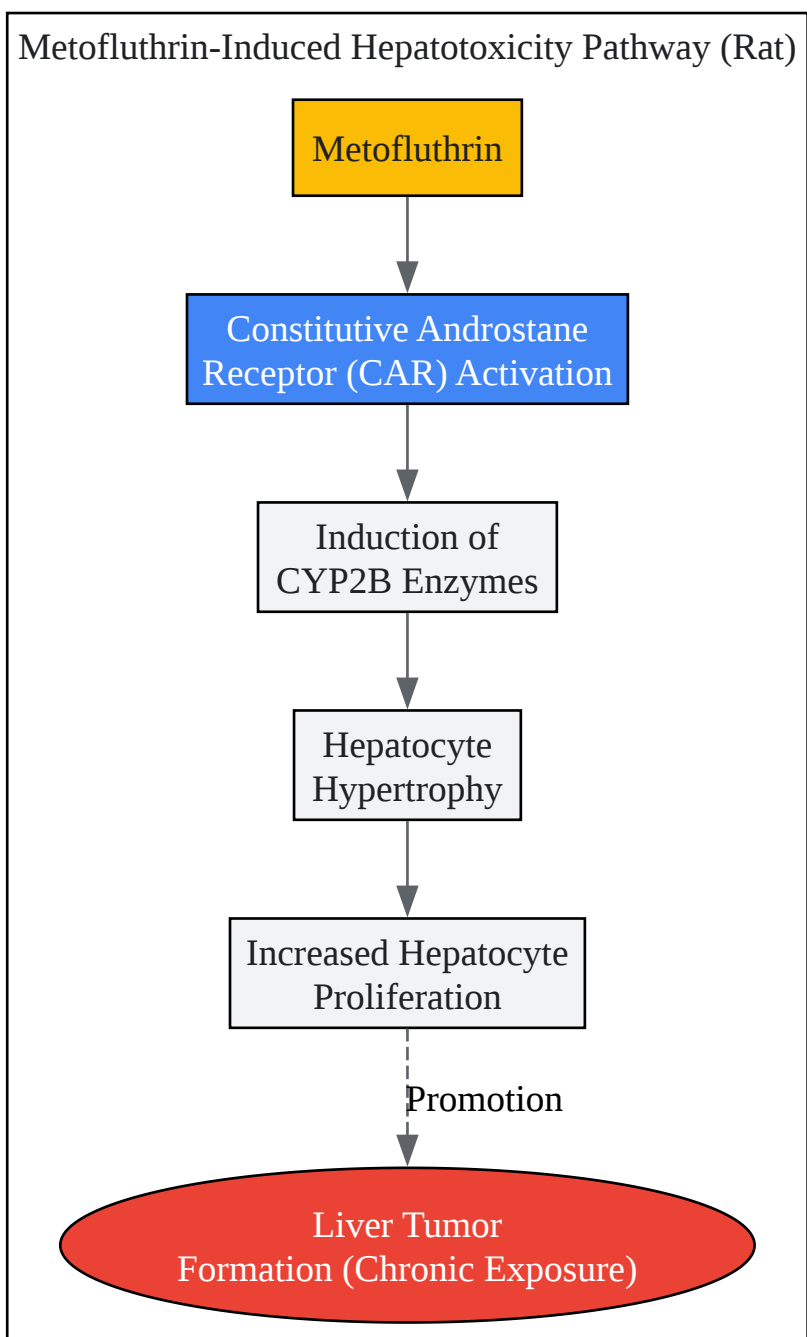 Metofluthrin-Induced Hepatotoxicity Pathway (Rat)
Metofluthrin
Constitutive Androstane
Receptor (CAR) Activation
Induction of
CYP2B Enzymes
Hepatocyte
Hypertrophy
Increased Hepatocyte
Proliferation
Promotion
Liver Tumor
Formation (Chronic Exposure)